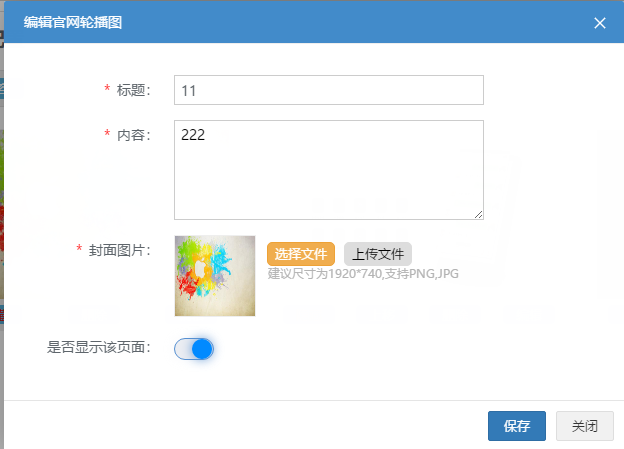 编辑官网轮播图
* 标题： 11
* 内容： 222
* 封面图片： 选择文件 上传文件
建议尺寸为1920*740,支持PNG,JPG
是否显示该页面：
保存 关闭